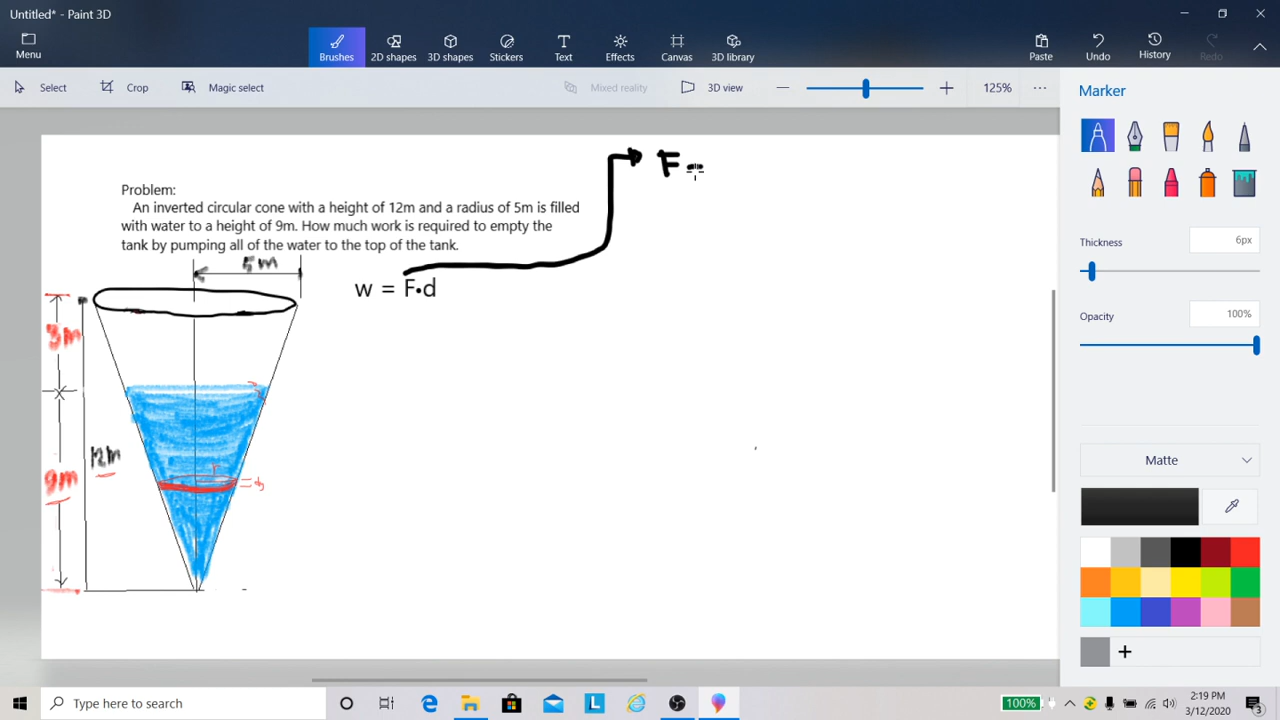 Untitled* - Paint 3D
Menu
Brushes
2D shapes
3D shapes
Stickers
Text
Effects
Canvas
3D library
Paste
Undo
History
Redo
Select
Crop
Magic select
Mixed reality
3D view
125%
Marker
Thickness
6px
Opacity
100%
Matte
F =
Problem:
An inverted circular cone with a height of 12m and a radius of 5m is filled
with water to a height of 9m. How much work is required to empty the
tank by pumping all of the water to the top of the tank.
5m
w = F•d
3m
12m
9m
r
Type here to search
100%
2:19 PM
3/12/2020
3